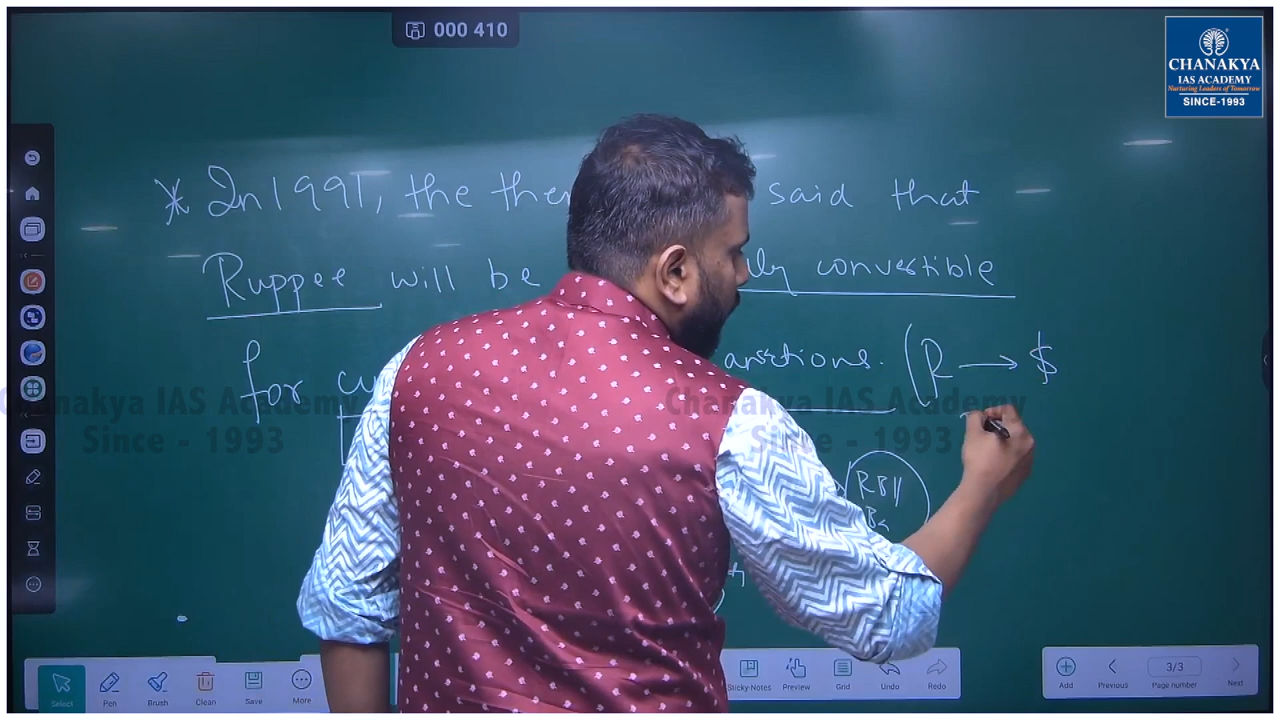 000 410
CHANAKYA
IAS ACADEMY
Nurturing Leaders of Tomorrow
SINCE-1993
* In 1991, the said that
Ruppee will be convertible
for (R → $
Chanakya IAS Academy
Since - 1993
Chanakya IAS Academy
Since - 1993
RBI/
Select
Pen
Brush
Clean
Save
More
Sticky-Notes
Preview
Grid
Undo
Redo
Add
Previous
3/3
Page number
Next